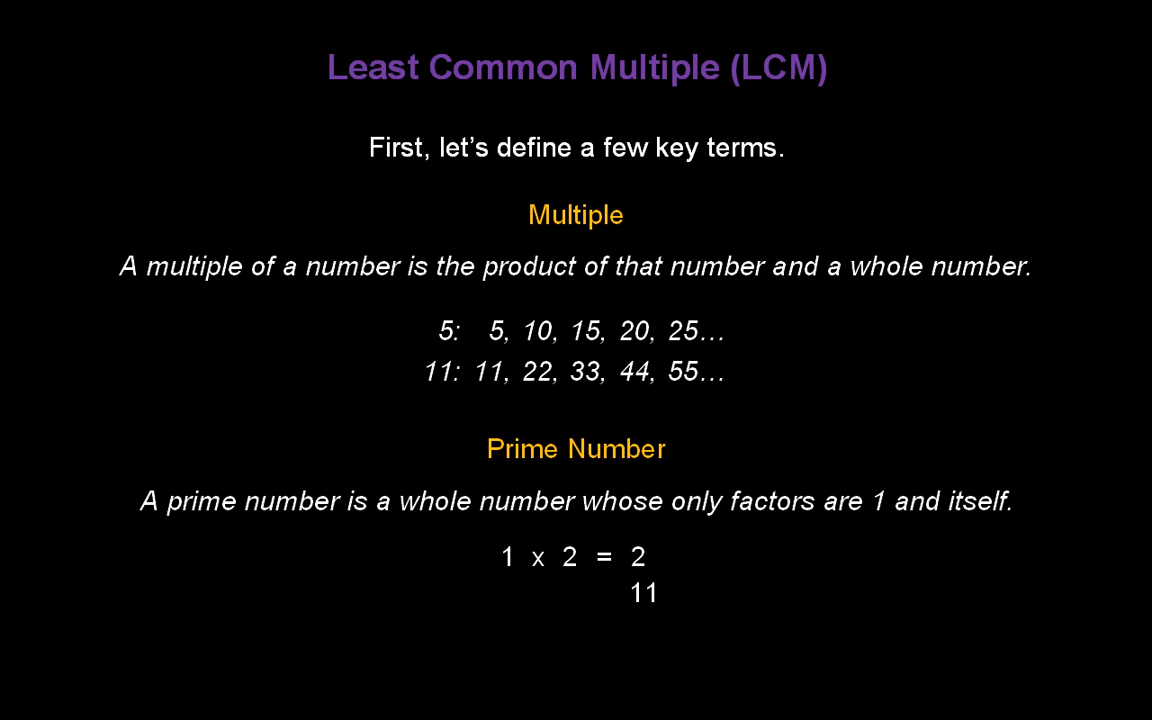 Least Common Multiple (LCM)
First, let’s define a few key terms.
Multiple
A multiple of a number is the product of that number and a whole number.
5: 5, 10, 15, 20, 25…
11: 11, 22, 33, 44, 55…
Prime Number
A prime number is a whole number whose only factors are 1 and itself.
1 x 2 = 2
11